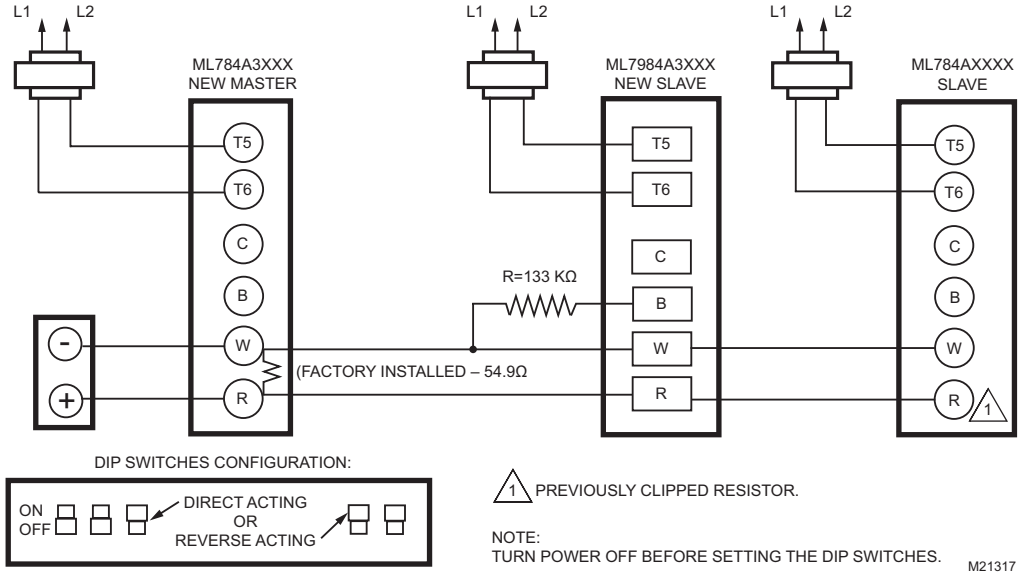 L1 L2
L1 L2
L1 L2
ML784A3XXX
NEW MASTER
ML7984A3XXX
NEW SLAVE
ML784AXXXX
SLAVE
T5
T6
C
B
W
R
T5
T6
C
B
W
R
T5
T6
C
B
W
R
1
R=133 KΩ
-
+
(FACTORY INSTALLED – 54.9Ω
DIP SWITCHES CONFIGURATION:
ON
OFF
DIRECT ACTING
OR
REVERSE ACTING
1 PREVIOUSLY CLIPPED RESISTOR.
NOTE:
TURN POWER OFF BEFORE SETTING THE DIP SWITCHES.
M21317